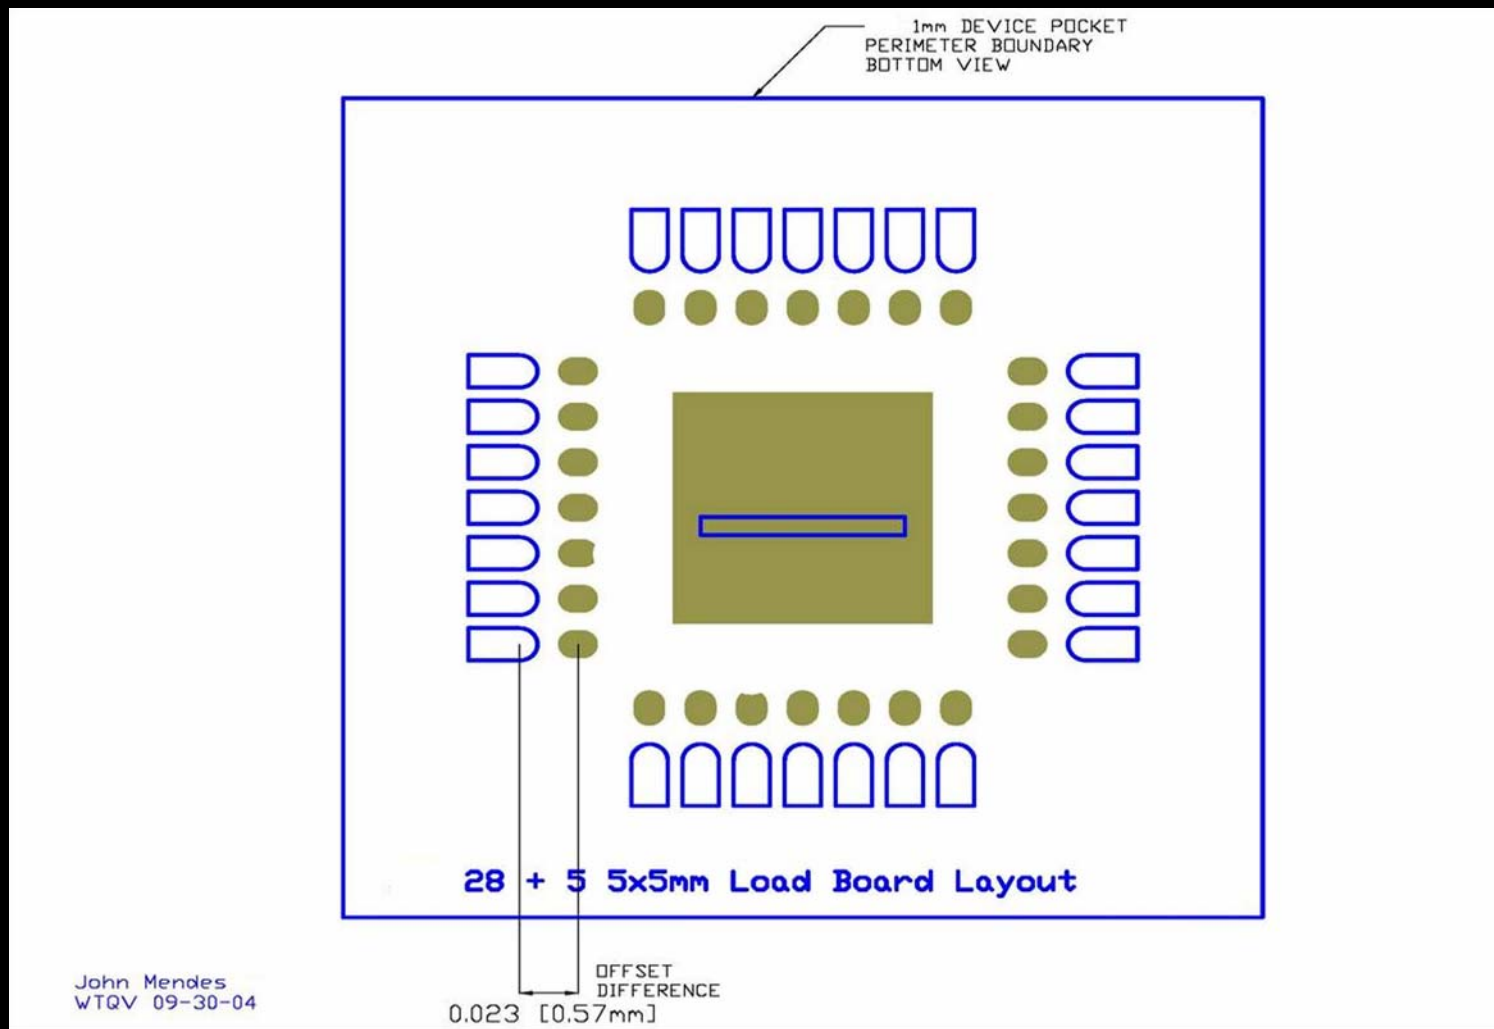 1mm DEVICE POCKET
PERIMETER BOUNDARY
BOTTOM VIEW
28 + 5 5x5mm Load Board Layout
OFFSET
DIFFERENCE
0.023 [0.57mm]
John Mendes
WTQV 09-30-04